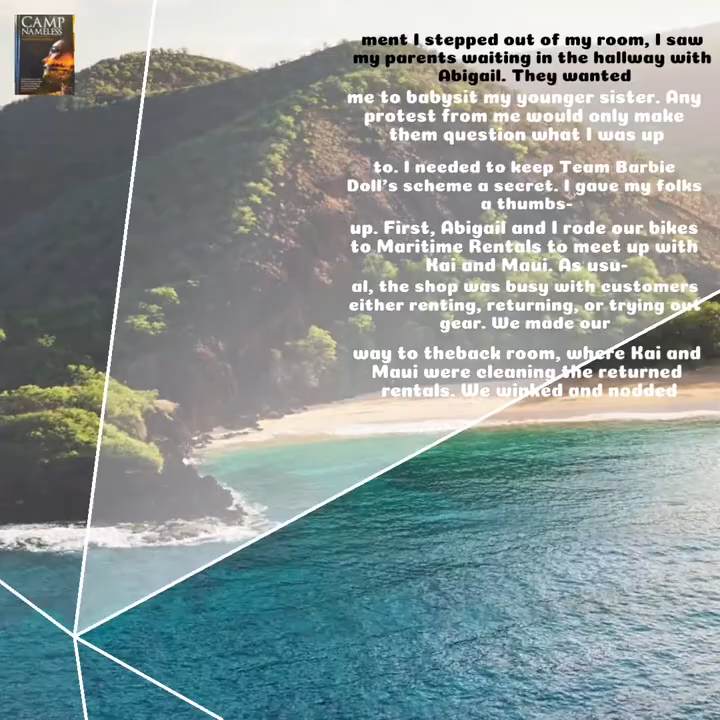 CAMP
NAMELESS
ment I stepped out of my room, I saw
my parents waiting in the hallway with
Abigail. They wanted
me to babysit my younger sister. Any
protest from me would only make
them question what I was up
to. I needed to keep Team Barbie
Doll's scheme a secret. I gave my folks
a thumbs-
up. First, Abigail and I rode our bikes
to Maritime Rentals to meet up with
Kai and Maui. As usu-
al, the shop was busy with customers
either renting, returning, or trying out
gear. We made our
way to theback room, where Kai and
Maui were cleaning the returned
rentals. We winked and nodded